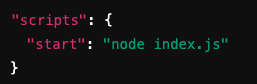 "scripts": {
  "start": "node index.js"
}